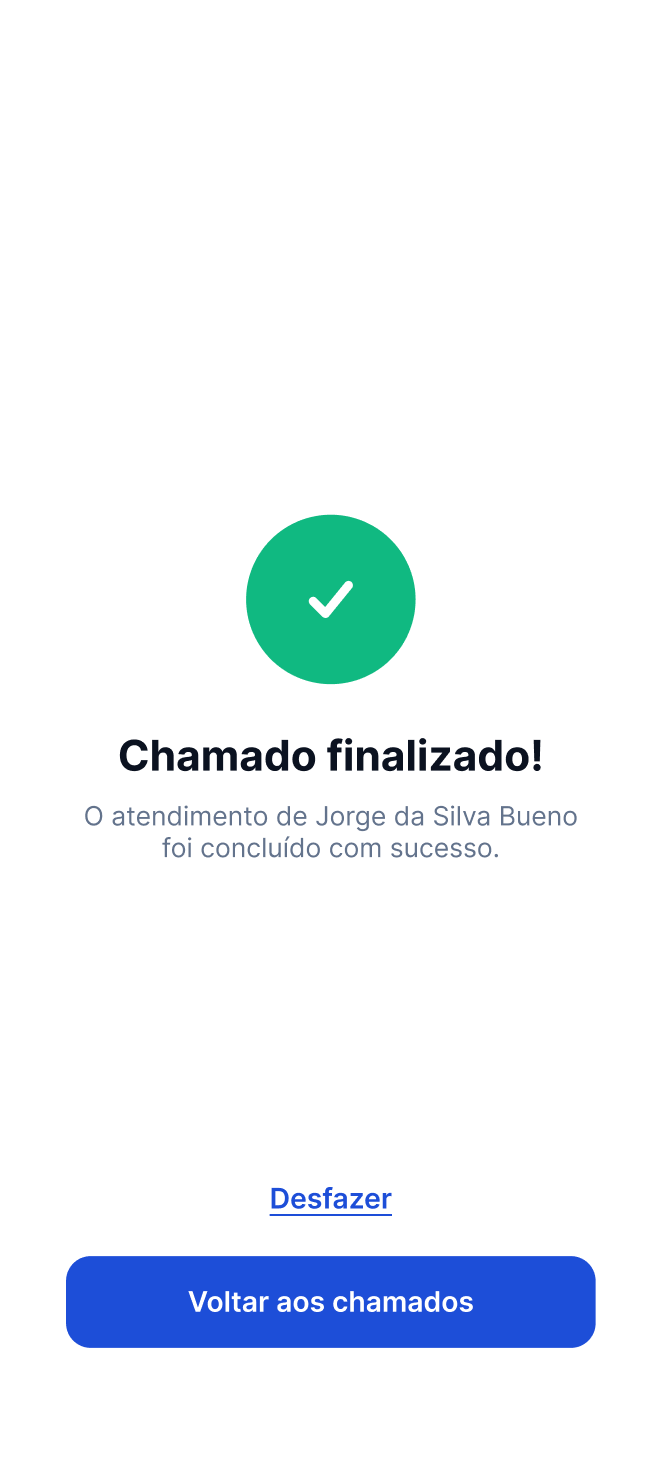 Chamado finalizado!
O atendimento de Jorge da Silva Bueno
foi concluído com sucesso.
Desfazer
Voltar aos chamados